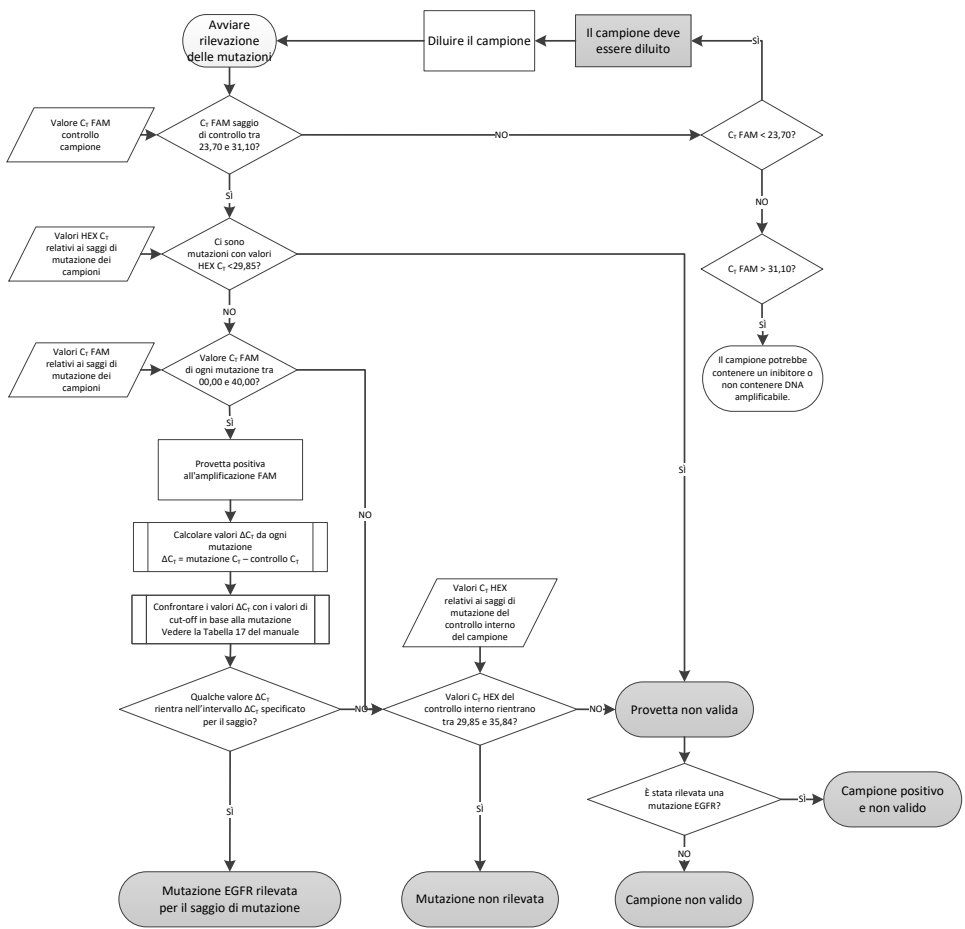 Avviare
rilevazione
delle mutazioni
Diluire il campione
Il campione deve
essere diluito
SÌ
Valore CT FAM
controllo
campione
CT FAM saggio
di controllo tra
23,70 e 31,10?
NO
CT FAM < 23,70?
SÌ
NO
Valori HEX CT
relativi ai saggi di
mutazione dei
campioni
Ci sono
mutazioni con valori
HEX CT <29,85?
CT FAM > 31,10?
NO
SÌ
Valori CT FAM
relativi ai saggi di
mutazione dei
campioni
Valore CT FAM
di ogni mutazione tra
00,00 e 40,00?
Il campione potrebbe
contenere un inibitore o
non contenere DNA
amplificabile.
SÌ
Provetta positiva
all'amplificazione FAM
SÌ
NO
Calcolare valori ΔCT da ogni
mutazione
ΔCT = mutazione CT – controllo CT
Confrontare i valori ΔCT con i valori di
cut-off in base alla mutazione
Vedere la Tabella 17 del manuale
Valori CT HEX
relativi ai saggi di
mutazione del
controllo interno
del campione
Qualche valore ΔCT
rientra nell'intervallo ΔCT specificato
per il saggio?
NO
Valori CT HEX del
controllo interno rientrano
tra 29,85 e 35,84?
NO
Provetta non valida
È stata rilevata una
mutazione EGFR?
SÌ
Campione positivo
e non valido
SÌ
SÌ
NO
Mutazione EGFR rilevata
per il saggio di mutazione
Mutazione non rilevata
Campione non valido